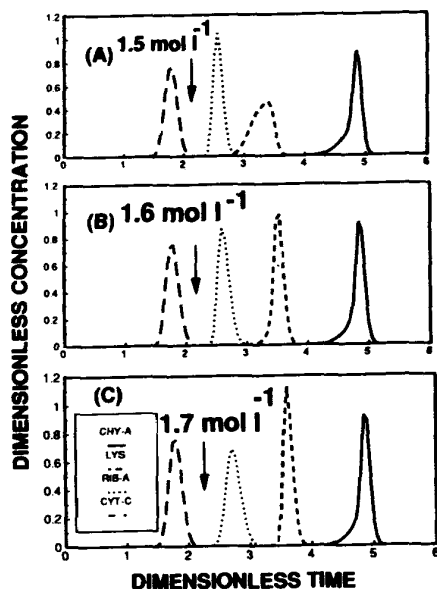 DIMENSIONLESS CONCENTRATION
(A) 1.5 mol l-1
1.2
1
0.8
0.6
0.4
0.2
0
0 1 2 3 4 5 6
(B) 1.6 mol l-1
1.2
1
0.8
0.6
0.4
0.2
0
0 1 2 3 4 5 6
(C) 1.7 mol l-1
1.2
1
0.8
0.6
0.4
0.2
0
CHY-A
LYS
RIB-A
CYT-C
0 1 2 3 4 5 6
DIMENSIONLESS TIME